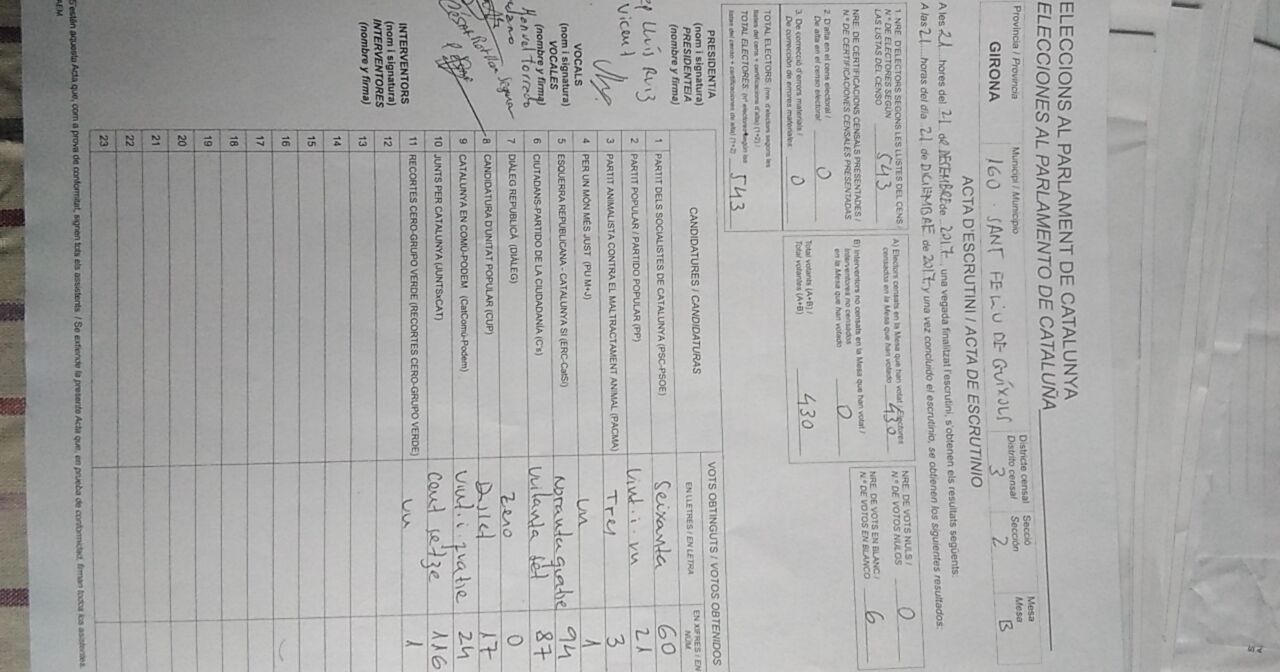 ELECCIONS AL PARLAMENT DE CATALUNYA
ELECCIONES AL PARLAMENTO DE CATALUÑA
Província / Provincia
GIRONA
Municipi / Municipio
160 - SANT FELIU DE GUÍXOLS
Districte censal
Distrito censal
3
Secció
Sección
2
Mesa
Mesa
B
ACTA D'ESCRUTINI / ACTA DE ESCRUTINIO
A les 21 hores del 21 de DECEMBRE de 2017 una vegada finalitzat l'escrutini, s'obtenen els resultats següents:
A las 21 horas del día 21 de DICIEMBRE de 2017 y una vez concluido el escrutinio, se obtienen los siguientes resultados:
1. NRE. D'ELECTORS SEGONS LES LLISTES DEL CENS /
N.º DE ELECTORES SEGÚN
LAS LISTAS DEL CENSO 543
NRE. DE CERTIFICACIONS CENSALS PRESENTADES /
N.º DE CERTIFICACIONES CENSALES PRESENTADAS
2. D'alta en el cens electoral /
De alta en el censo electoral 0
3. De correcció d'errors materials /
De corrección de errores materiales 0
TOTAL ELECTORS: (nre. d'electors segons les
llistes del cens + certificacions d'alta) (1+2) /
TOTAL ELECTORES: (nº electores según las
listas del censo + certificaciones de alta) (1+2) 543
A) Electors censats en la Mesa que han votat / Electores
censados en la Mesa que han votado 430
B) Interventors no censats en la Mesa que han votat /
Interventores no censados
en la Mesa que han votado 0
Total votants (A+B) /
Total votantes (A+B) 430
NRE. DE VOTS NULS /
N.º DE VOTOS NULOS 0
NRE. DE VOTS EN BLANC /
N.º DE VOTOS EN BLANCO 6
PRESIDENT/A
(nom i signatura)
PRESIDENTE/A
(nombre y firma)
Lluís Ruiz
Vicent
VOCALS
(nom i signatura)
VOCALES
(nombre y firma)
INTERVENTORS
(nom i signatura)
INTERVENTORES
(nombre y firma)
CANDIDATURES / CANDIDATURAS
VOTS OBTINGUTS / VOTOS OBTENIDOS
EN LLETRES / EN LETRA
EN XIFRES / EN NÚM.
1 PARTIT DELS SOCIALISTES DE CATALUNYA (PSC-PSOE) Seixanta 60
2 PARTIT POPULAR / PARTIDO POPULAR (PP) Vint.i.un 21
3 PARTIT ANIMALISTA CONTRA EL MALTRACTAMENT ANIMAL (PACMA) Tres 3
4 PER UN MÓN MÉS JUST (PU M+J) Un 1
5 ESQUERRA REPUBLICANA - CATALUNYA SÍ (ERC-CatSí) Noranta quatre 94
6 CIUTADANS-PARTIDO DE LA CIUDADANÍA (C's) Vuitanta set 87
7 DIÀLEG REPUBLICÀ (DIÀLEG) Zero 0
8 CANDIDATURA D'UNITAT POPULAR (CUP) Disset 17
9 CATALUNYA EN COMÚ-PODEM (CatComú-Podem) Vint.i.quatre 24
10 JUNTS PER CATALUNYA (JUNTSxCAT) Cent setze 116
11 RECORTES CERO-GRUPO VERDE (RECORTES CERO-GRUPO VERDE) Un 1
12
13
14
15
16
17
18
19
20
21
22
23
S'estén aquesta Acta que, com a prova de conformitat, signen tots els assistents. / Se extiende la presente Acta que, en prueba de conformidad, firman todos los asistentes.